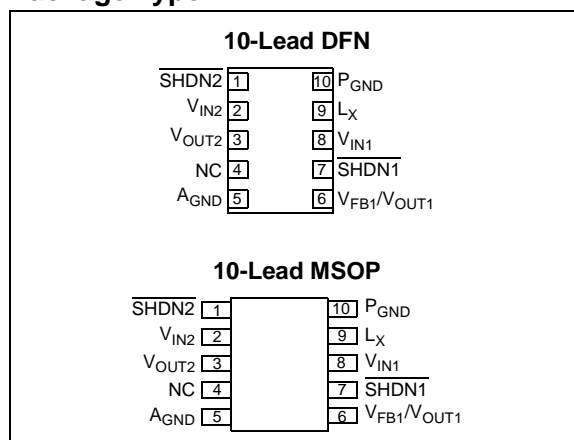 10-Lead DFN
SHDN2 1 10 PGND
VIN2 2 9 LX
VOUT2 3 8 VIN1
NC 4 7 SHDN1
AGND 5 6 VFB1/VOUT1
10-Lead MSOP
SHDN2 1 10 PGND
VIN2 2 9 LX
VOUT2 3 8 VIN1
NC 4 7 SHDN1
AGND 5 6 VFB1/VOUT1